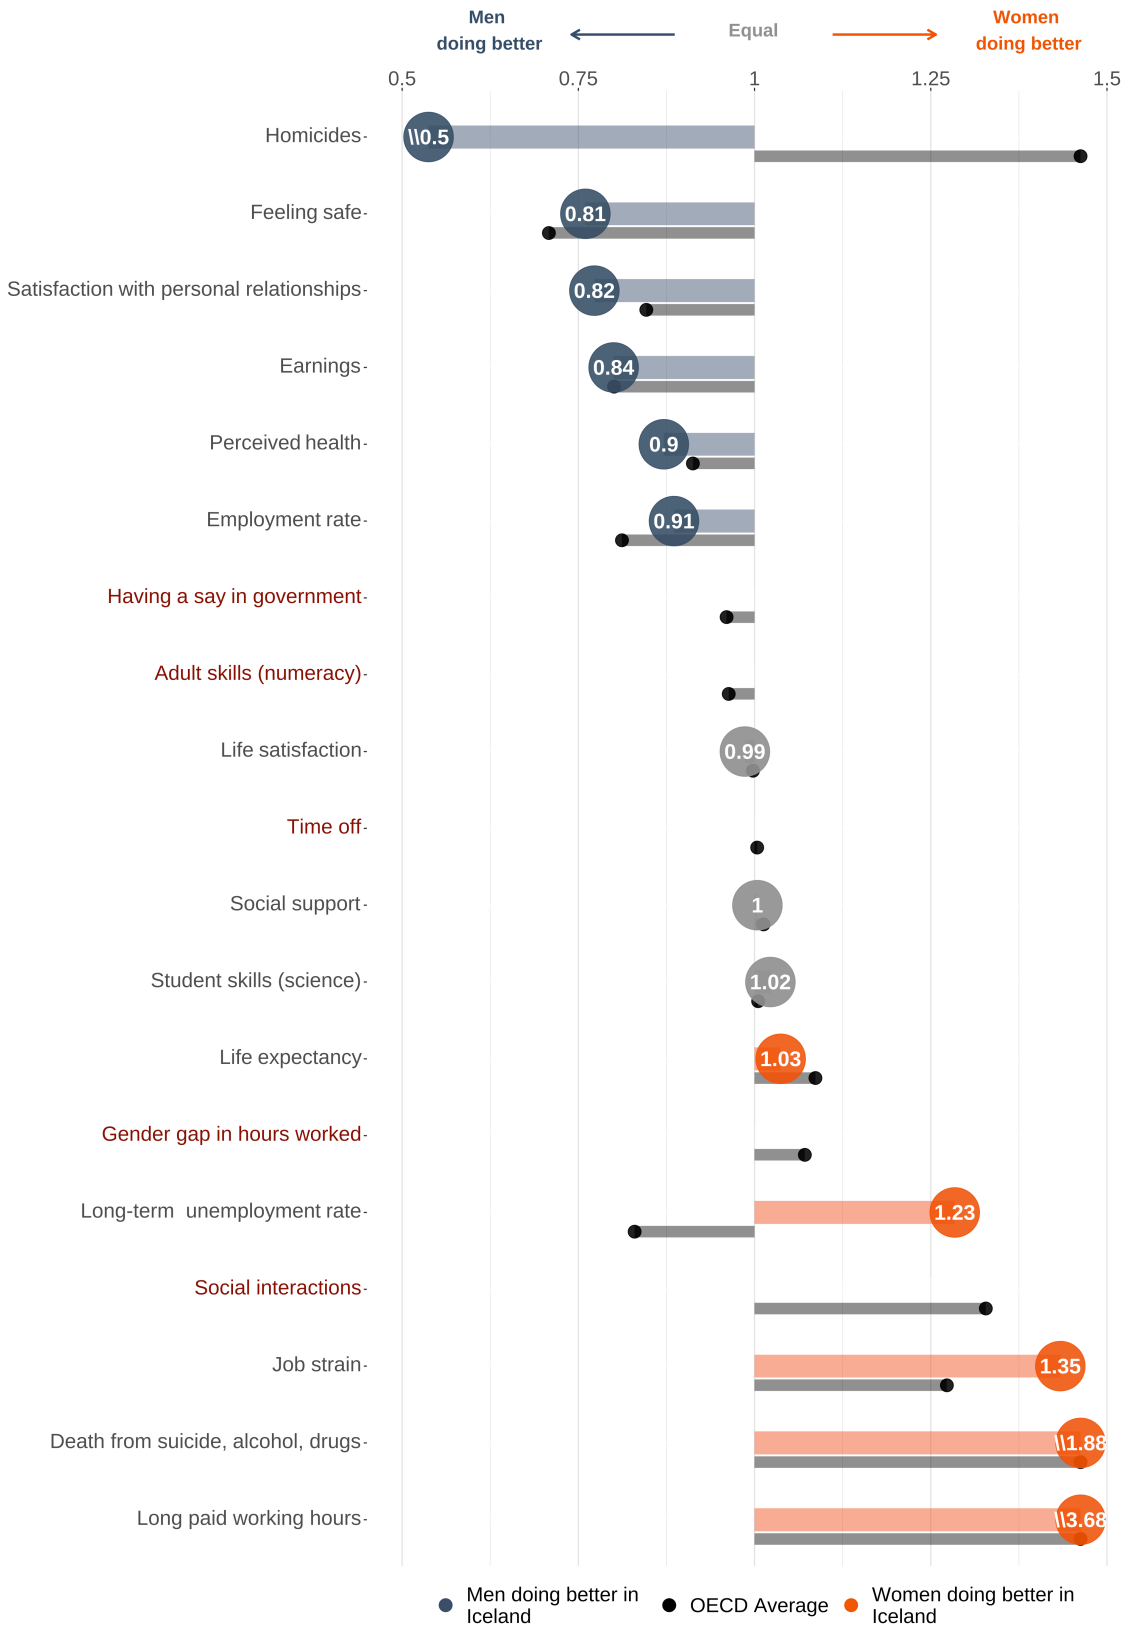 Men
doing better
Equal
Women
doing better
0.5 0.75 1 1.25 1.5
Homicides
\\0.5
Feeling safe
0.81
Satisfaction with personal relationships
0.82
Earnings
0.84
Perceived health
0.9
Employment rate
0.91
Having a say in government
Adult skills (numeracy)
Life satisfaction
0.99
Time off
Social support
1
Student skills (science)
1.02
Life expectancy
1.03
Gender gap in hours worked
Long-term  unemployment rate
1.23
Social interactions
Job strain
1.35
Death from suicide, alcohol, drugs
\\1.88
Long paid working hours
\\3.68
Men doing better in
Iceland
OECD Average
Women doing better in
Iceland